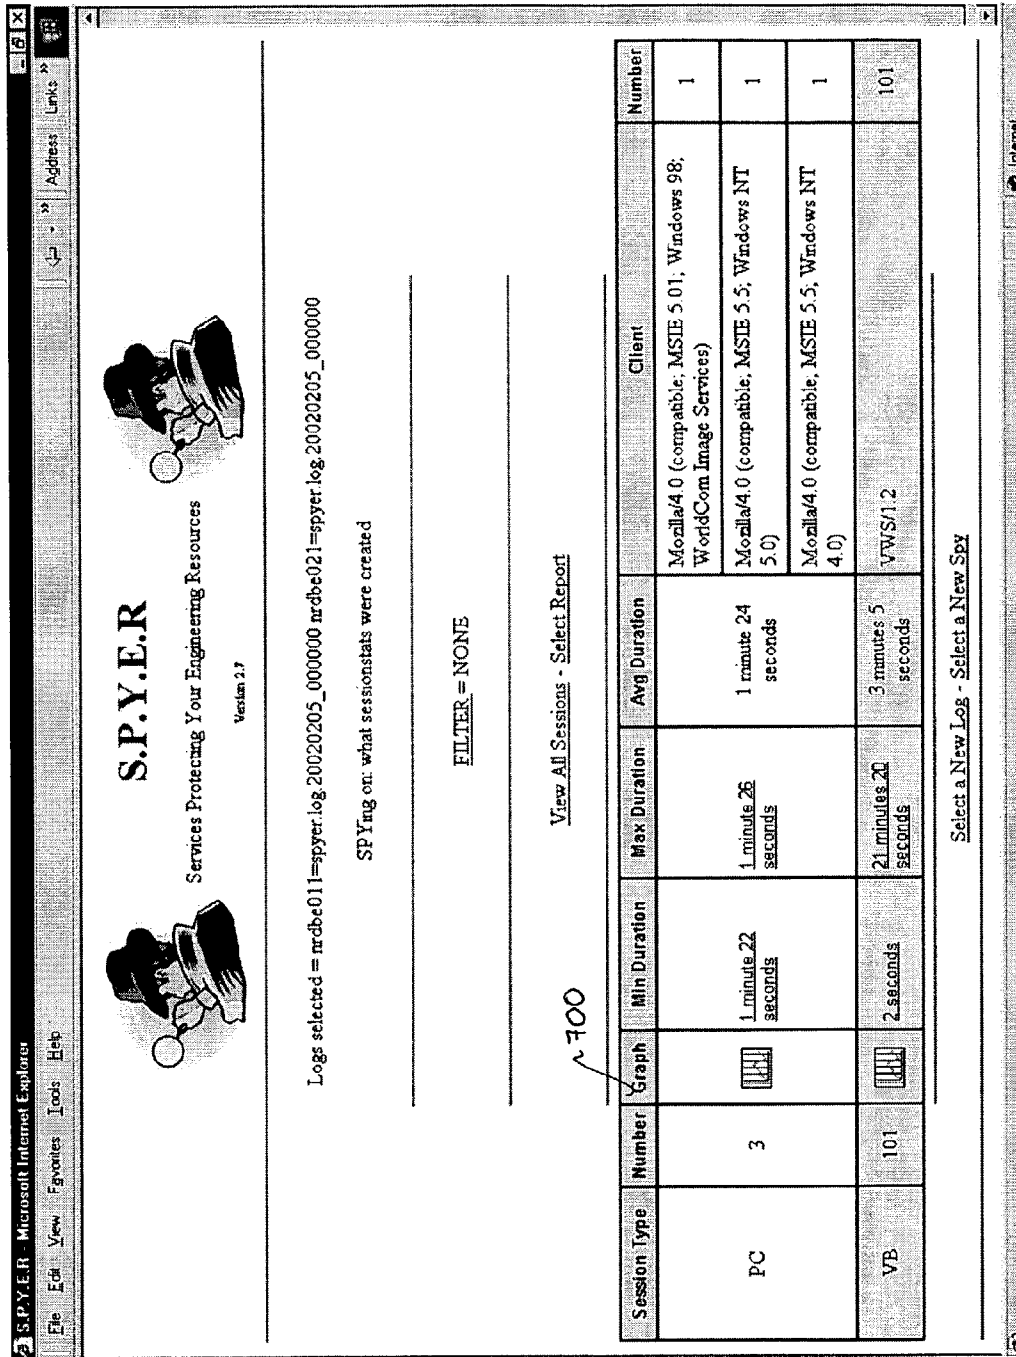 S.P.Y.E.R - Microsoft Internet Explorer
File Edit View Favorites Tools Help
Address Links »
S.P.Y.E.R
Services Protecting Your Engineering Resources
Version 2.7
Logs selected = nrdbe011=spyer.log.20020205_000000 nrdbe021=spyer.log.20020205_000000
SPYing on: what sessionstats were created
FILTER = NONE
View All Sessions - Select Report
700
Session Type Number Graph Min Duration Max Duration Avg Duration Client Number
PC 3 1 minute 22 seconds 1 minute 26 seconds 1 minute 24 seconds
Mozilla/4.0 (compatible; MSIE 5.01; Windows 98; WorldCom Image Services) 1
Mozilla/4.0 (compatible; MSIE 5.5; Windows NT 5.0) 1
Mozilla/4.0 (compatible; MSIE 5.5; Windows NT 4.0) 1
VB 101 2 seconds 21 minutes 20 seconds 3 minutes 5 seconds VWS/1.2 101
Select a New Log - Select a New Spy
Internet